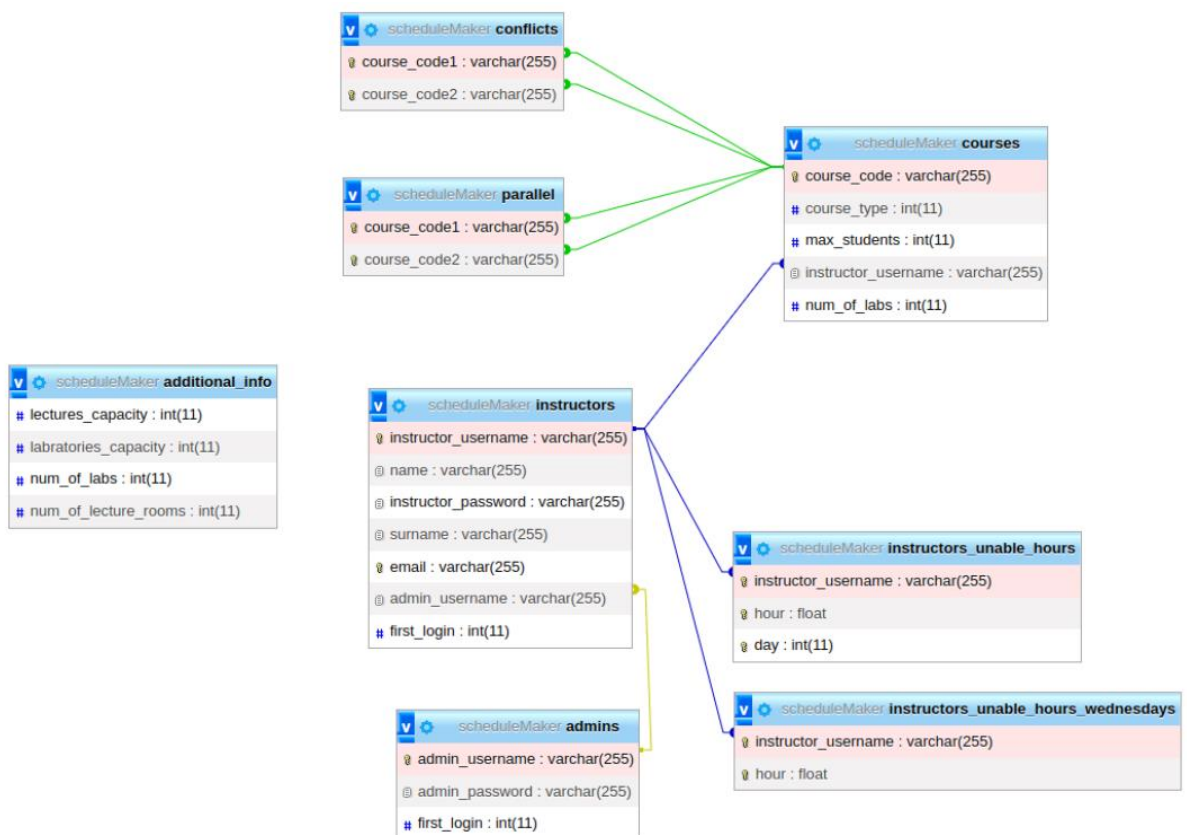 scheduleMaker conflicts
course_code1 : varchar(255)
course_code2 : varchar(255)
scheduleMaker courses
course_code : varchar(255)
course_type : int(11)
max_students : int(11)
instructor_username : varchar(255)
num_of_labs : int(11)
scheduleMaker parallel
course_code1 : varchar(255)
course_code2 : varchar(255)
scheduleMaker additional_info
lectures_capacity : int(11)
labratories_capacity : int(11)
num_of_labs : int(11)
num_of_lecture_rooms : int(11)
scheduleMaker instructors
instructor_username : varchar(255)
name : varchar(255)
instructor_password : varchar(255)
surname : varchar(255)
email : varchar(255)
admin_username : varchar(255)
first_login : int(11)
scheduleMaker instructors_unable_hours
instructor_username : varchar(255)
hour : float
day : int(11)
scheduleMaker instructors_unable_hours_wednesdays
instructor_username : varchar(255)
hour : float
scheduleMaker admins
admin_username : varchar(255)
admin_password : varchar(255)
first_login : int(11)